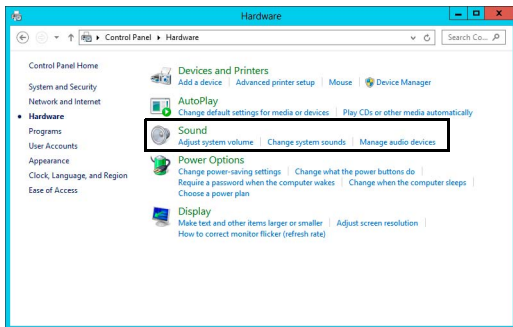 Hardware
Control Panel ▸ Hardware
Search Co...
Control Panel Home
System and Security
Network and Internet
Hardware
Programs
User Accounts
Appearance
Clock, Language, and Region
Ease of Access
Devices and Printers
Add a device | Advanced printer setup | Mouse | Device Manager
AutoPlay
Change default settings for media or devices | Play CDs or other media automatically
Sound
Adjust system volume | Change system sounds | Manage audio devices
Power Options
Change power-saving settings | Change what the power buttons do |
Require a password when the computer wakes | Change when the computer sleeps |
Choose a power plan
Display
Make text and other items larger or smaller | Adjust screen resolution |
How to correct monitor flicker (refresh rate)